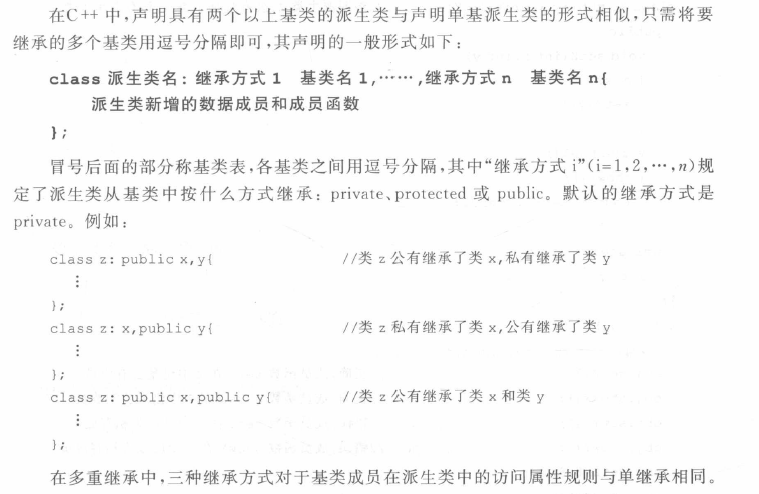 在C++中,声明具有两个以上基类的派生类与声明单基派生类的形式相似,只需将要
继承的多个基类用逗号分隔即可,其声明的一般形式如下:
class 派生类名: 继承方式1 基类名1,……,继承方式n 基类名n{
派生类新增的数据成员和成员函数
};
冒号后面的部分称基类表,各基类之间用逗号分隔,其中“继承方式i”(i=1,2,…,n)规
定了派生类从基类中按什么方式继承: private、protected 或 public。默认的继承方式是
private。例如:
class z: public x,y{ //类z公有继承了类x,私有继承了类y
⋮
};
class z: x,public y{ //类z私有继承了类x,公有继承了类y
⋮
};
class z: public x,public y{ //类z公有继承了类x和类y
⋮
};
在多重继承中,三种继承方式对于基类成员在派生类中的访问属性规则与单继承相同。